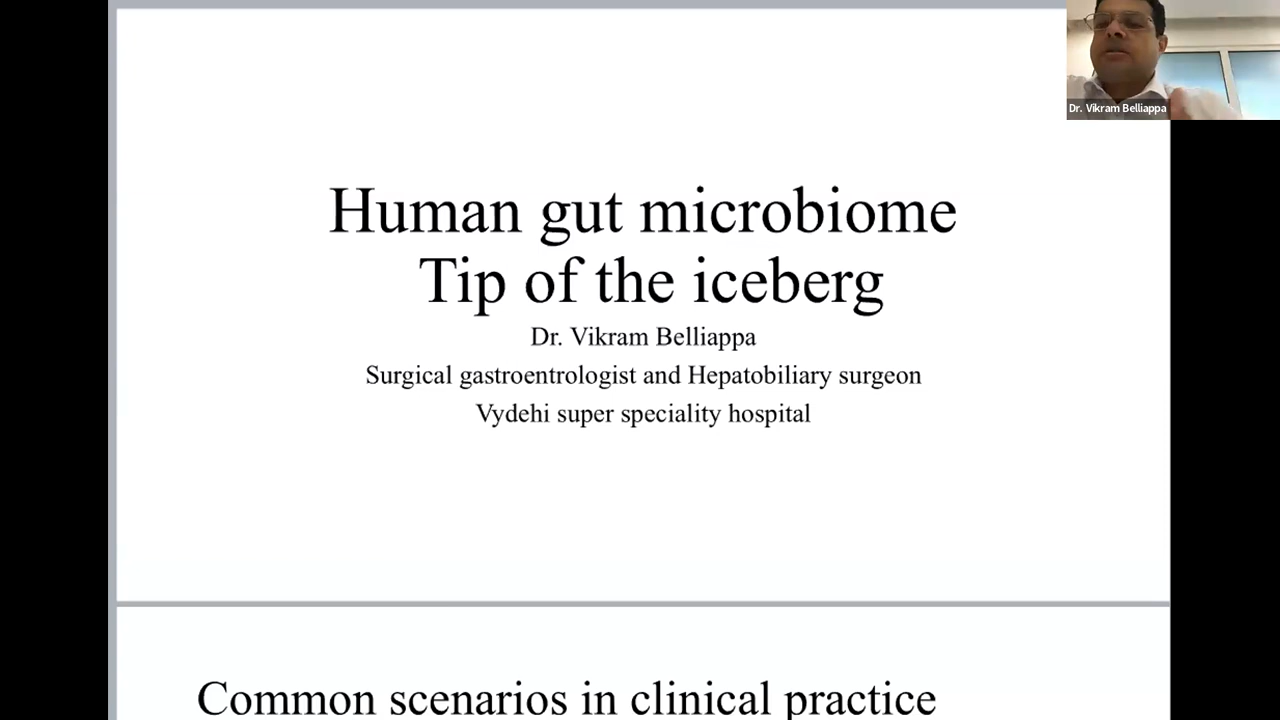 Dr. Vikram Belliappa
Human gut microbiome
Tip of the iceberg
Dr. Vikram Belliappa
Surgical gastroentrologist and Hepatobiliary surgeon
Vydehi super speciality hospital
Common scenarios in clinical practice